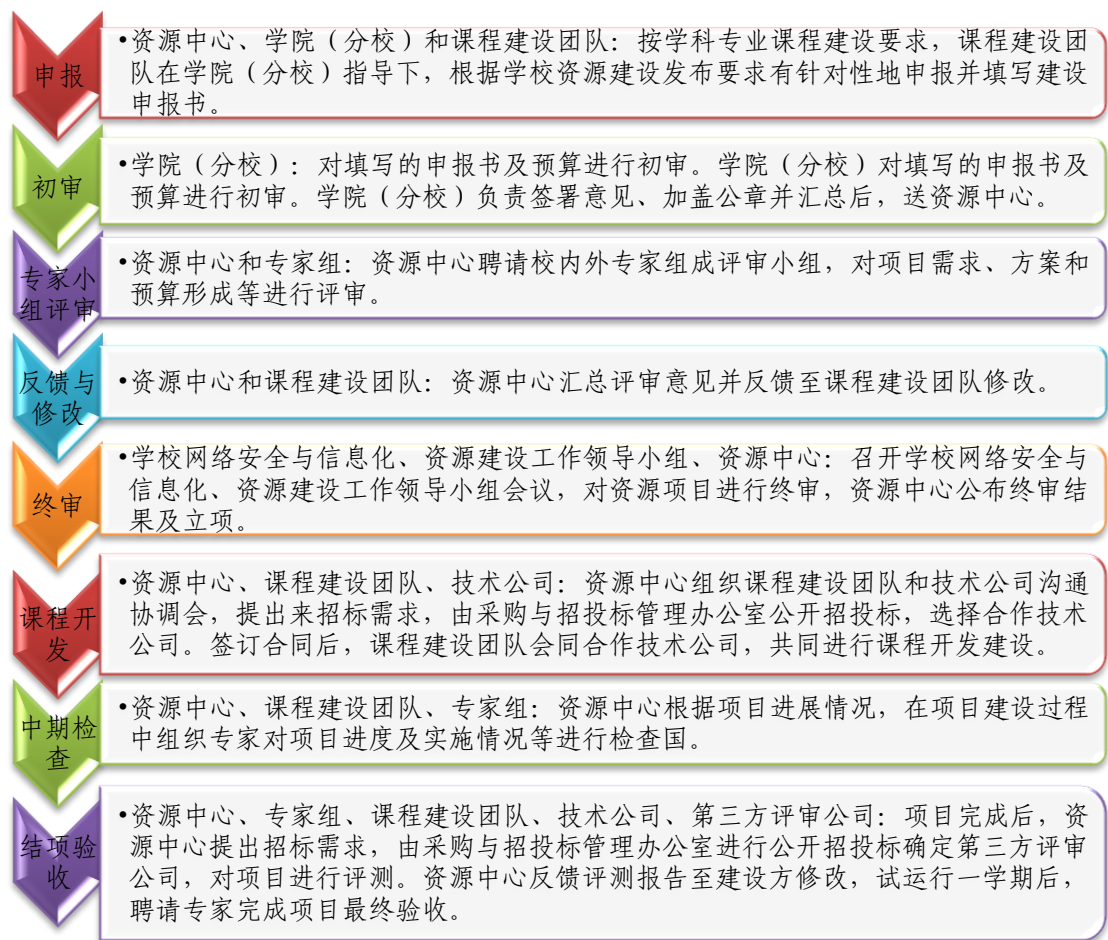 申报
•资源中心、学院（分校）和课程建设团队：按学科专业课程建设要求，课程建设团
队在学院（分校）指导下，根据学校资源建设发布要求有针对性地申报并填写建设
申报书。
初审
•学院（分校）：对填写的申报书及预算进行初审。学院（分校）对填写的申报书及
预算进行初审。学院（分校）负责签署意见、加盖公章并汇总后，送资源中心。
专家小
组评审
•资源中心和专家组：资源中心聘请校内外专家组成评审小组，对项目需求、方案和
预算形成等进行评审。
反馈与
修改
•资源中心和课程建设团队：资源中心汇总评审意见并反馈至课程建设团队修改。
终审
•学校网络安全与信息化、资源建设工作领导小组、资源中心：召开学校网络安全与
信息化、资源建设工作领导小组会议，对资源项目进行终审，资源中心公布终审结
果及立项。
课程开
发
•资源中心、课程建设团队、技术公司：资源中心组织课程建设团队和技术公司沟通
协调会，提出来招标需求，由采购与招投标管理办公室公开招投标，选择合作技术
公司。签订合同后，课程建设团队会同合作技术公司，共同进行课程开发建设。
中期检
查
•资源中心、课程建设团队、专家组：资源中心根据项目进展情况，在项目建设过程
中组织专家对项目进度及实施情况等进行检查国。
结项验
收
•资源中心、专家组、课程建设团队、技术公司、第三方评审公司：项目完成后，资
源中心提出招标需求，由采购与招投标管理办公室进行公开招投标确定第三方评审
公司，对项目进行评测。资源中心反馈评测报告至建设方修改，试运行一学期后，
聘请专家完成项目最终验收。